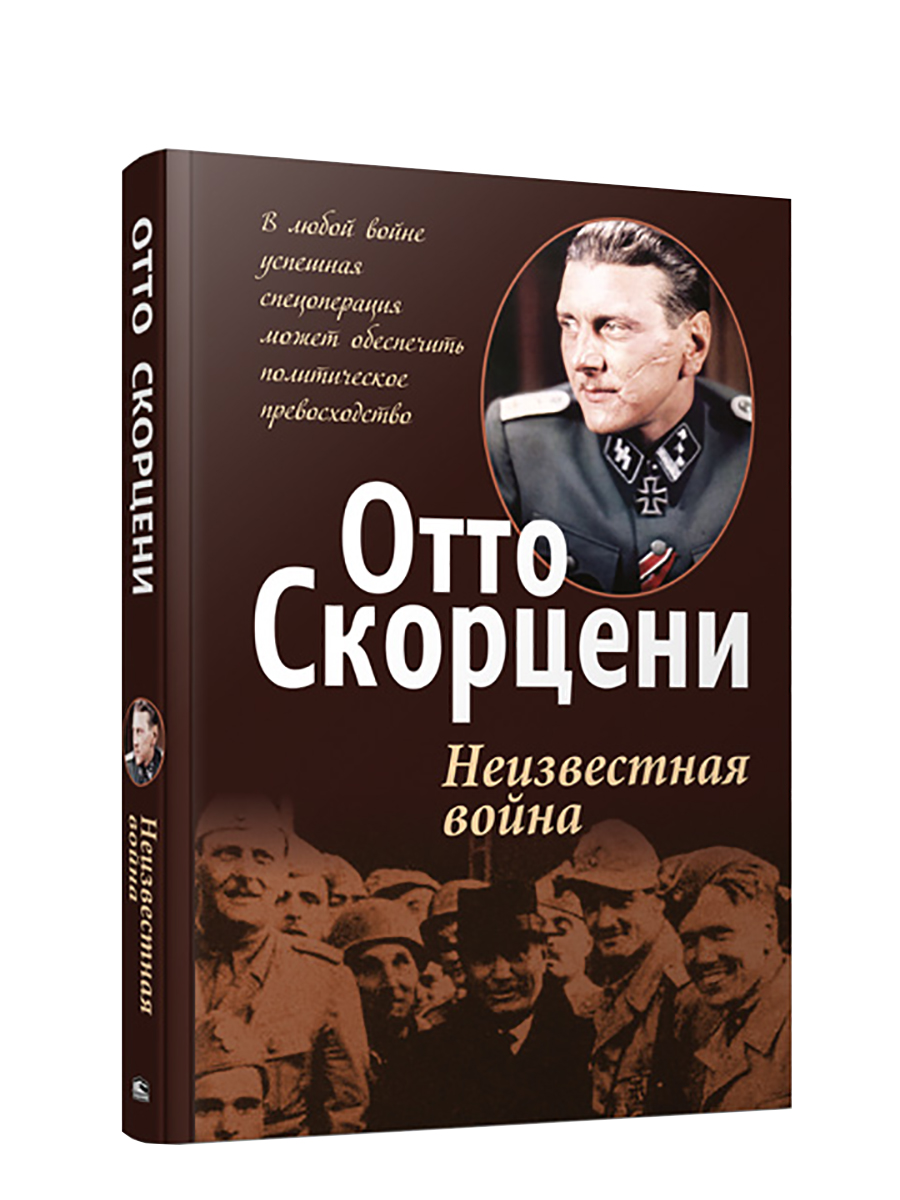 ОТТО СКОРЦЕНИ
Неизвестная
война
В любой войне
успешная
спецоперация
может обеспечить
политическое
превосходство
Отто
Скорцени
Неизвестная
война